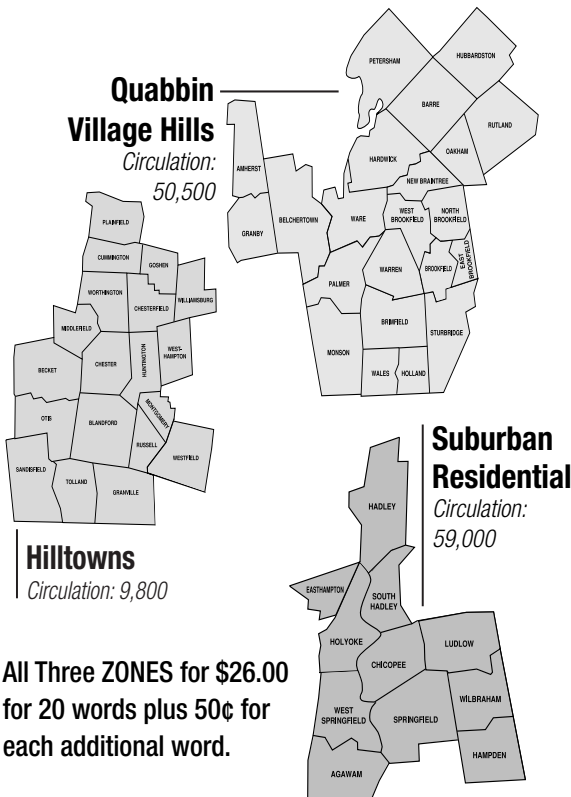 Quabbin
Village Hills
Circulation:
50,500
PETERSHAM
HUBBARDSTON
BARRE
RUTLAND
OAKHAM
HARDWICK
NEW BRAINTREE
AMHERST
BELCHERTOWN
GRANBY
WARE
WEST
BROOKFIELD
NORTH
BROOKFIELD
EAST
BROOKFIELD
BROOKFIELD
WARREN
PALMER
BRIMFIELD
STURBRIDGE
MONSON
WALES
HOLLAND
PLAINFIELD
CUMMINGTON
GOSHEN
WORTHINGTON
CHESTERFIELD
WILLIAMSBURG
MIDDLEFIELD
WEST-
HAMPTON
HUNTINGTON
CHESTER
BECKET
OTIS
BLANDFORD
MONTGOMERY
RUSSELL
WESTFIELD
SANDISFIELD
TOLLAND
GRANVILLE
Hilltowns
Circulation: 9,800
Suburban
Residential
Circulation:
59,000
HADLEY
EASTHAMPTON
SOUTH
HADLEY
HOLYOKE
CHICOPEE
LUDLOW
WEST
SPRINGFIELD
SPRINGFIELD
WILBRAHAM
HAMPDEN
AGAWAM
All Three ZONES for $26.00
for 20 words plus 50¢ for
each additional word.